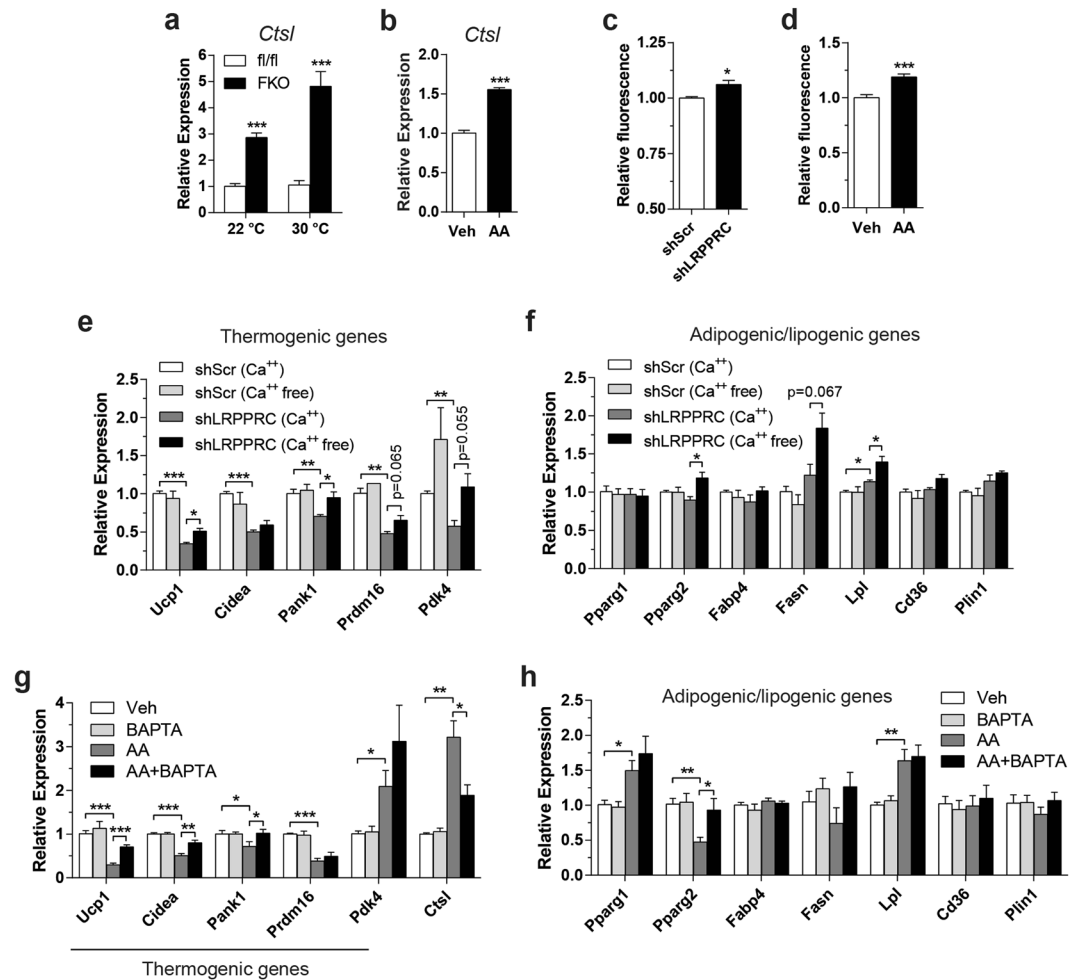 a
Ctsl
fl/fl
FKO
Relative Expression
6
5
4
3
2
1
0
***
***
22 °C
30 °C
b
Ctsl
Relative Expression
2.0
1.5
1.0
0.5
0.0
***
Veh
AA
c
Relative fluorescence
1.25
1.00
0.75
0.50
*
shScr
shLRPPRC
d
Relative fluorescence
1.5
1.0
0.5
0.0
***
Veh
AA
e
Thermogenic genes
shScr (Ca++)
shScr (Ca++ free)
shLRPPRC (Ca++)
shLRPPRC (Ca++ free)
Relative Expression
2.5
2.0
1.5
1.0
0.5
0.0
***
*
***
**
*
**
p=0.065
**
p=0.055
Ucp1
Cidea
Pank1
Prdm16
Pdk4
f
Adipogenic/lipogenic genes
shScr (Ca++)
shScr (Ca++ free)
shLRPPRC (Ca++)
shLRPPRC (Ca++ free)
Relative Expression
2.5
2.0
1.5
1.0
0.5
0.0
*
p=0.067
*
*
Pparg1
Pparg2
Fabp4
Fasn
Lpl
Cd36
Plin1
g
Veh
BAPTA
AA
AA+BAPTA
Relative Expression
4
3
2
1
0
***
***
***
**
*
*
***
*
**
*
Ucp1
Cidea
Pank1
Prdm16
Pdk4
Ctsl
Thermogenic genes
h
Adipogenic/lipogenic genes
Veh
BAPTA
AA
AA+BAPTA
Relative Expression
2.5
2.0
1.5
1.0
0.5
0.0
*
**
*
**
Pparg1
Pparg2
Fabp4
Fasn
Lpl
Cd36
Plin1